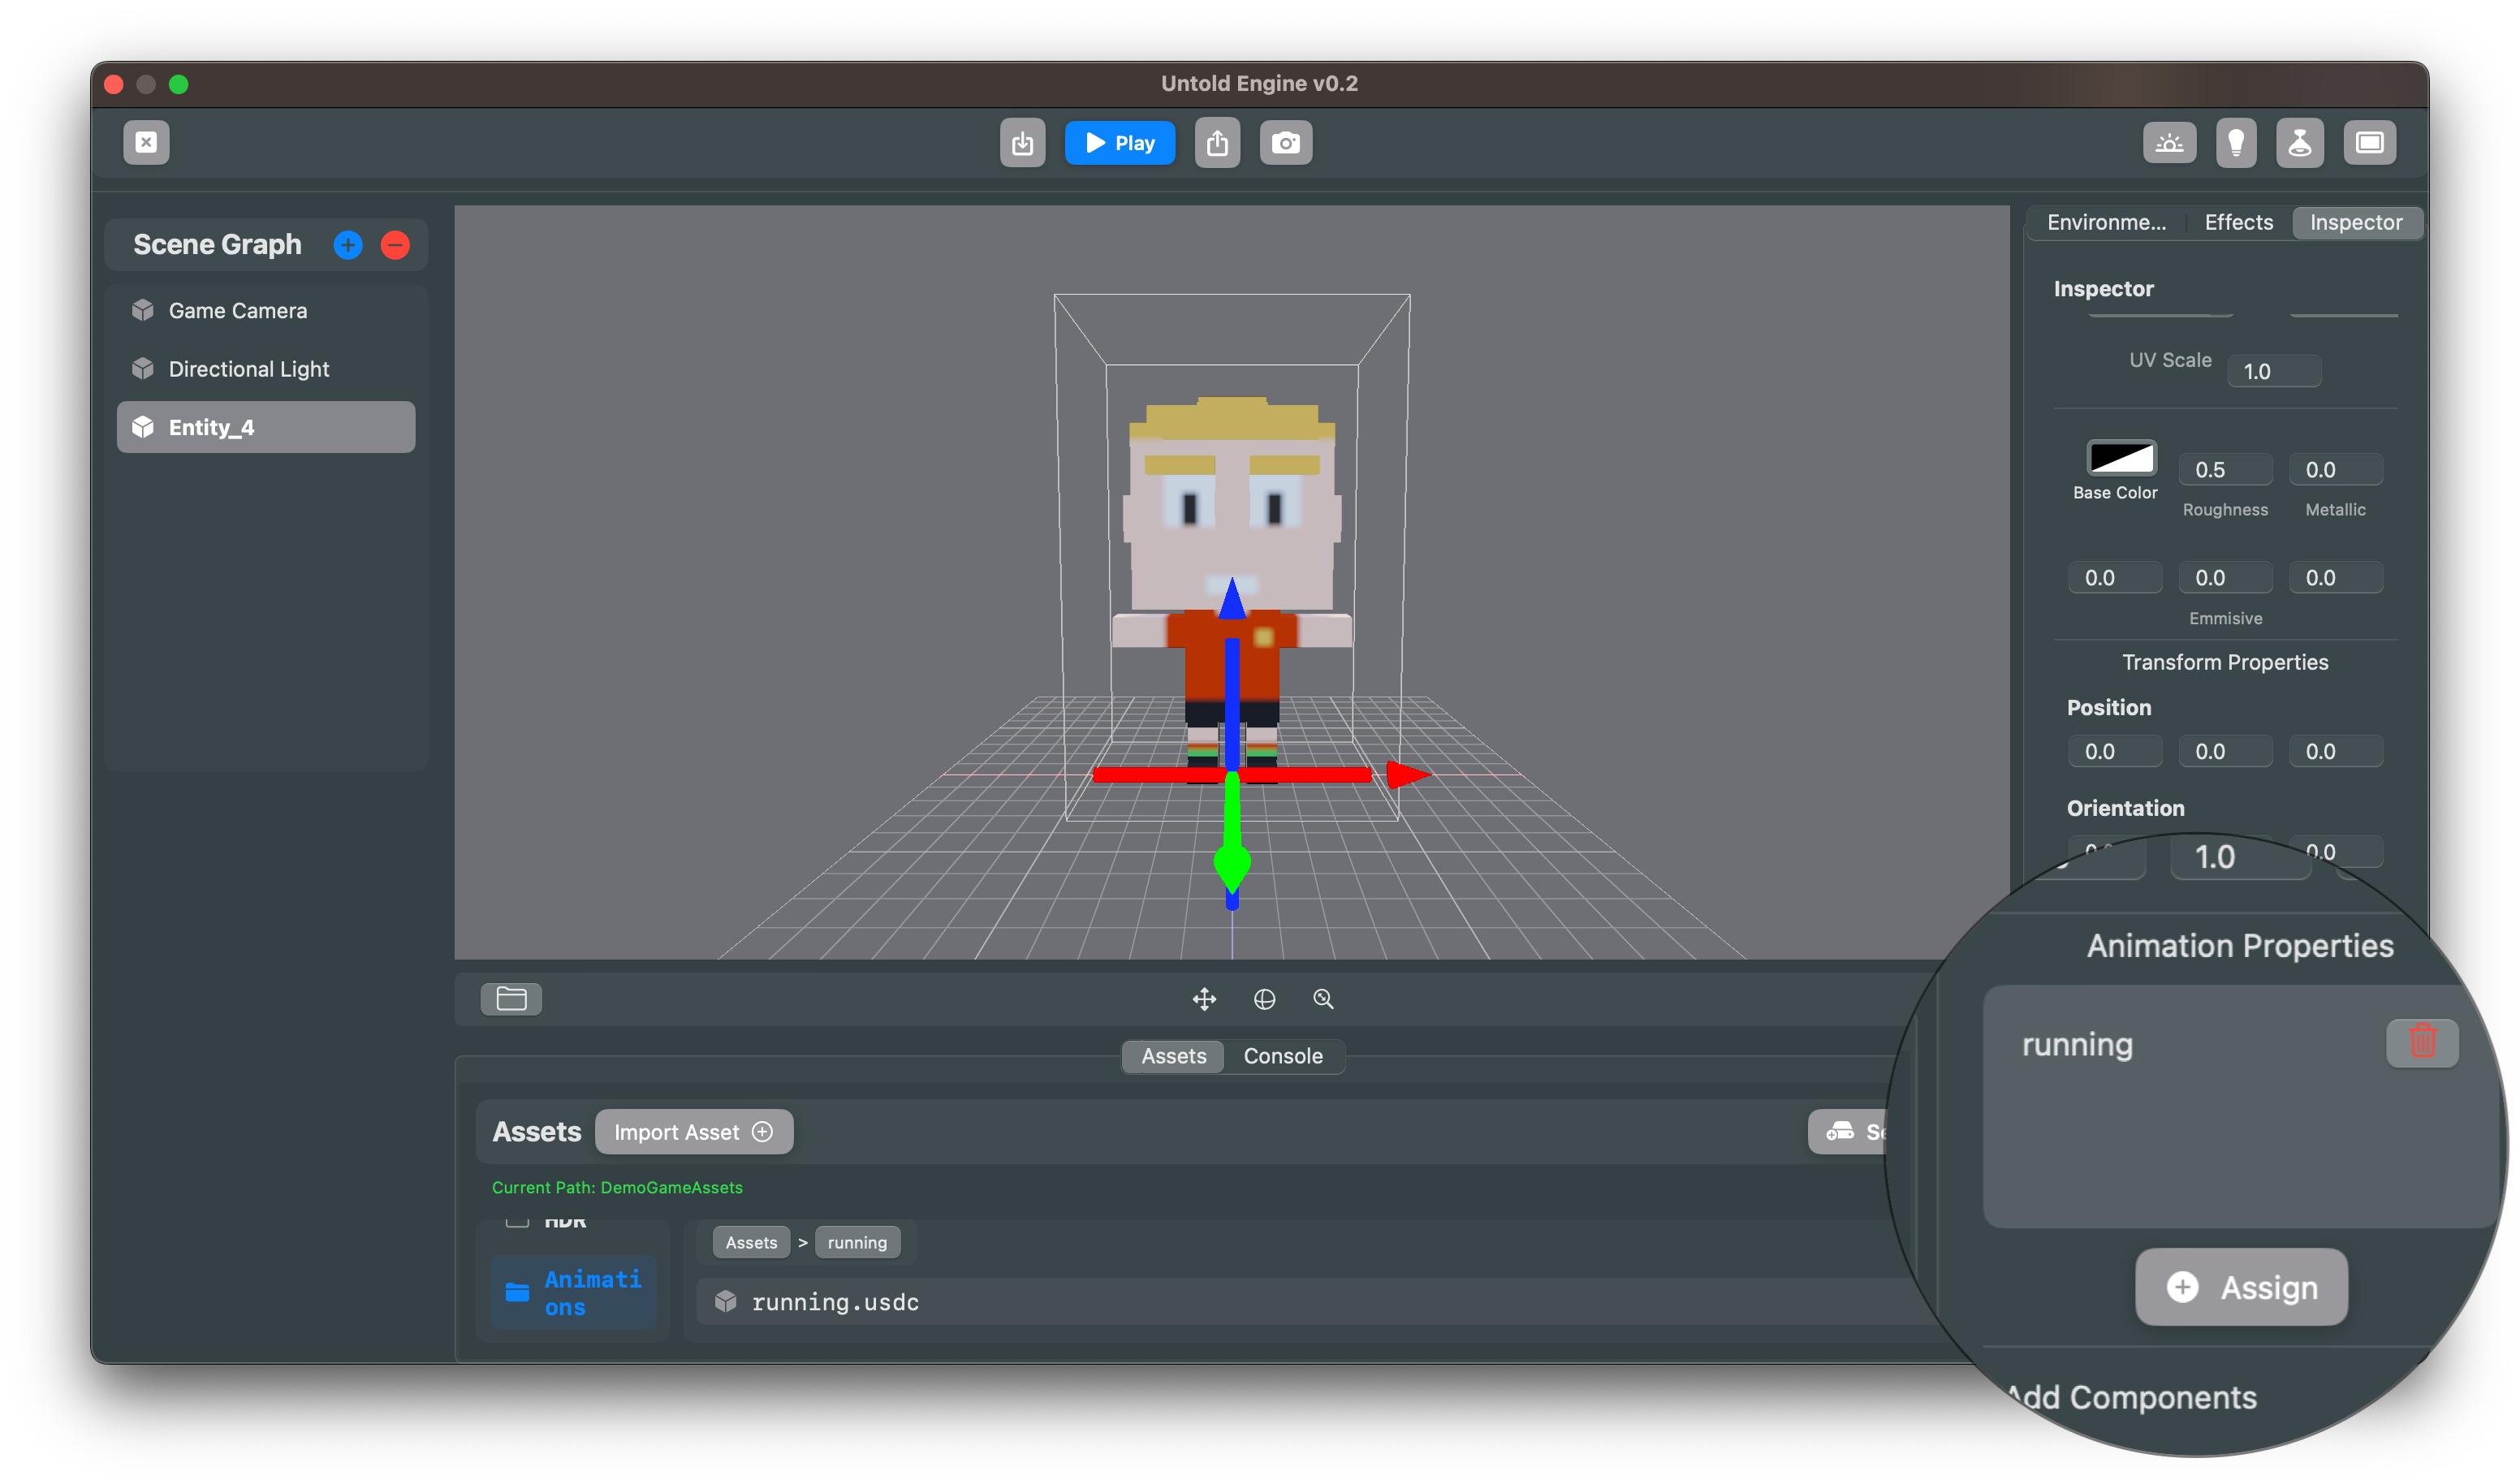 Untold Engine v0.2
Play
Scene Graph
Game Camera
Directional Light
Entity_4
Environme...
Effects
Inspector
Inspector
UV Scale
1.0
Base Color
0.5
0.0
Roughness
Metallic
0.0
0.0
0.0
Emmisive
Transform Properties
Position
0.0
0.0
0.0
Orientation
0.0
1.0
Animation Properties
running
Assign
Add Components
Assets
Console
Assets
Import Asset
Current Path: DemoGameAssets
HDR
Animati
ons
Assets > running
running.usdc